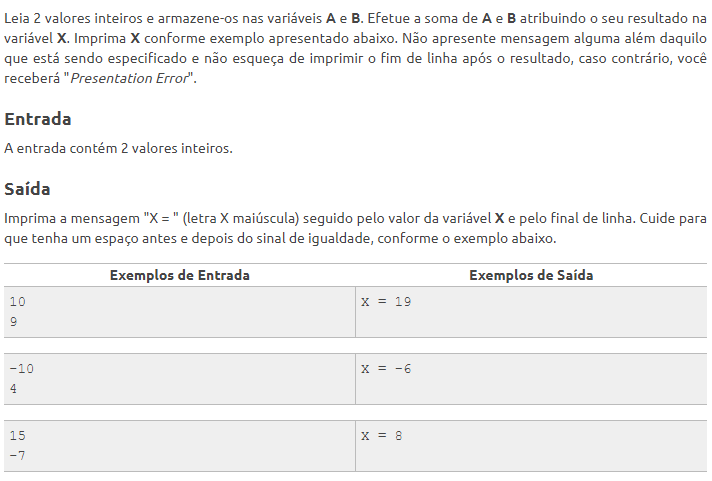 Leia 2 valores inteiros e armazene-os nas variáveis A e B. Efetue a soma de A e B atribuindo o seu resultado na
variável X. Imprima X conforme exemplo apresentado abaixo. Não apresente mensagem alguma além daquilo
que está sendo especificado e não esqueça de imprimir o fim de linha após o resultado, caso contrário, você
receberá "Presentation Error".
Entrada
A entrada contém 2 valores inteiros.
Saída
Imprima a mensagem "X = " (letra X maiúscula) seguido pelo valor da variável X e pelo final de linha. Cuide para
que tenha um espaço antes e depois do sinal de igualdade, conforme o exemplo abaixo.
Exemplos de Entrada Exemplos de Saída
10 X = 19
9
-10 X = -6
4
15 X = 8
-7